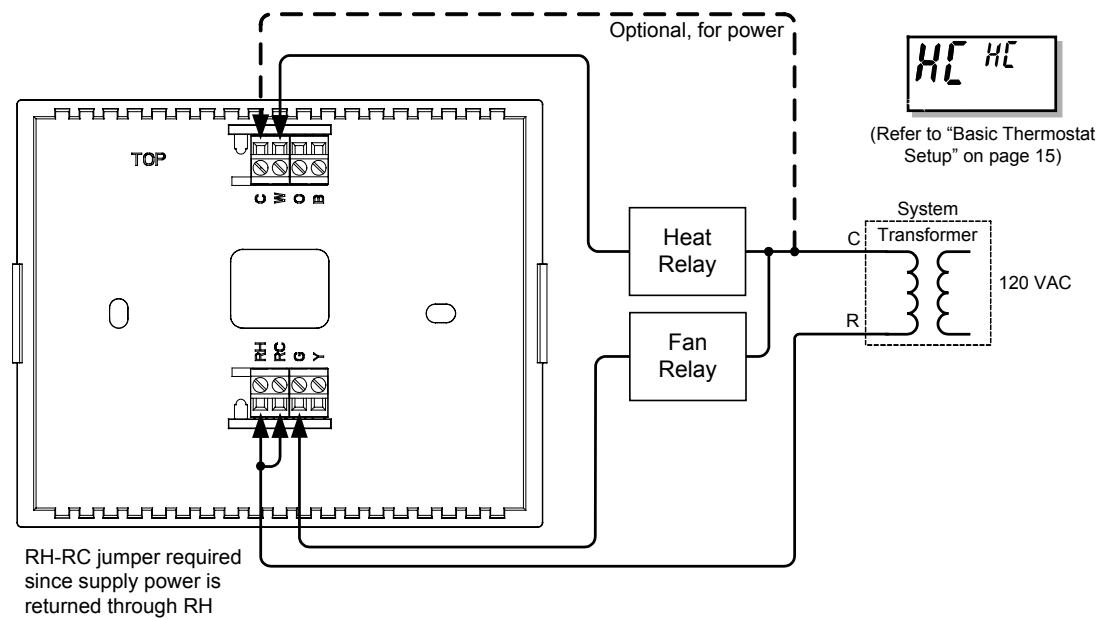 Optional, for power
HC HC
(Refer to “Basic Thermostat
Setup” on page 15)
TOP
C W O B
System
Transformer
C
R
120 VAC
Heat
Relay
Fan
Relay
RH RC G Y
RH-RC jumper required
since supply power is
returned through RH